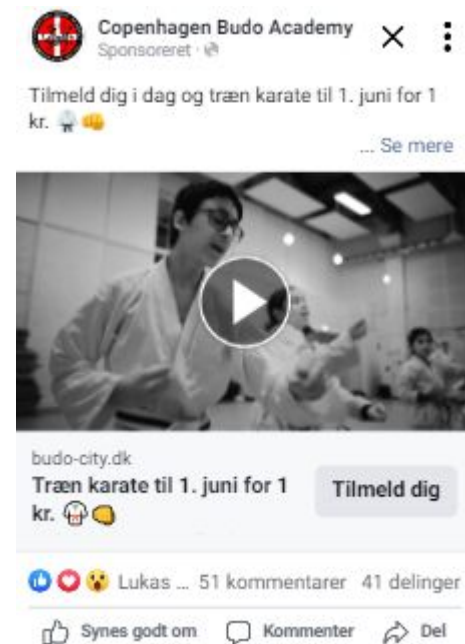 Copenhagen Budo Academy
Sponsoreret ·
Tilmeld dig i dag og træn karate til 1. juni for 1
kr. 🥋👊
... Se mere
budo-city.dk
Træn karate til 1. juni for 1
kr. 🥋👊
Tilmeld dig
Lukas ... 51 kommentarer 41 delinger
Synes godt om Kommenter Del